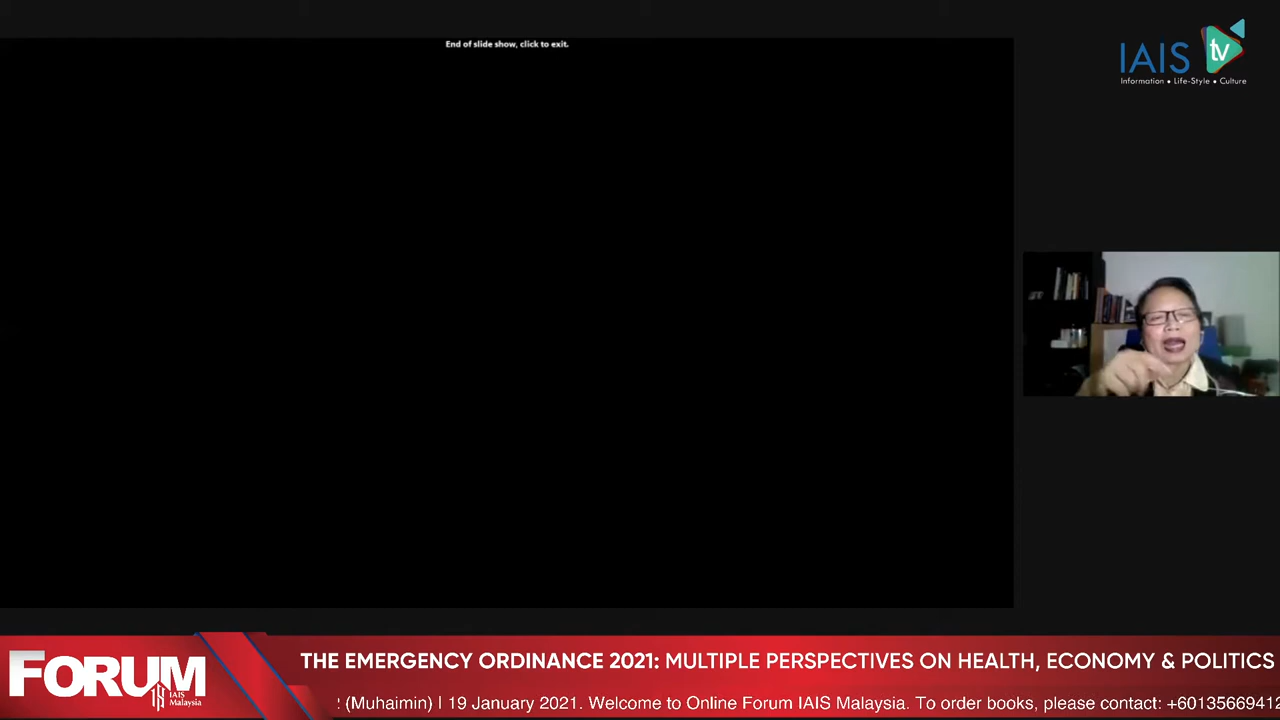 End of slide show, click to exit.
IAIS tv
Information • Life-Style • Culture
FORUM
IAIS
Malaysia
THE EMERGENCY ORDINANCE 2021: MULTIPLE PERSPECTIVES ON HEALTH, ECONOMY & POLITICS
(Muhaimin) | 19 January 2021. Welcome to Online Forum IAIS Malaysia. To order books, please contact: +6013566941